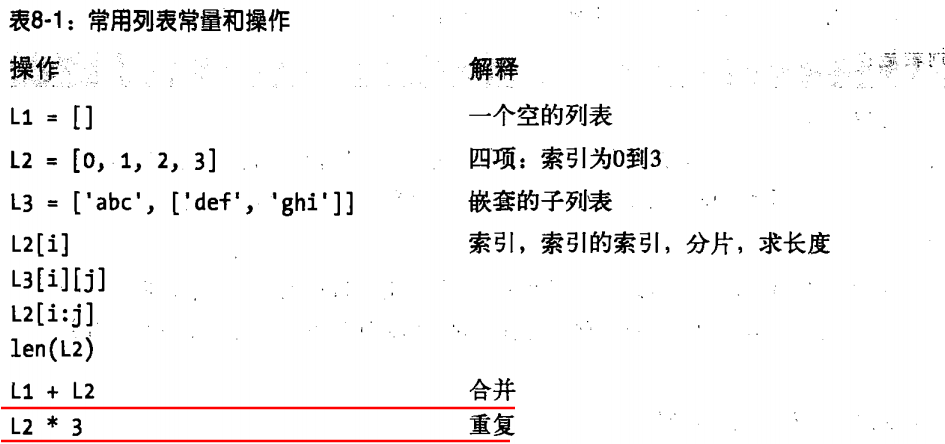 表8-1：常用列表常量和操作
操作 解释
L1 = [] 一个空的列表
L2 = [0, 1, 2, 3] 四项：索引为0到3
L3 = ['abc', ['def', 'ghi']] 嵌套的子列表
L2[i] 索引，索引的索引，分片，求长度
L3[i][j]
L2[i:j]
len(L2)
L1 + L2 合并
L2 * 3 重复